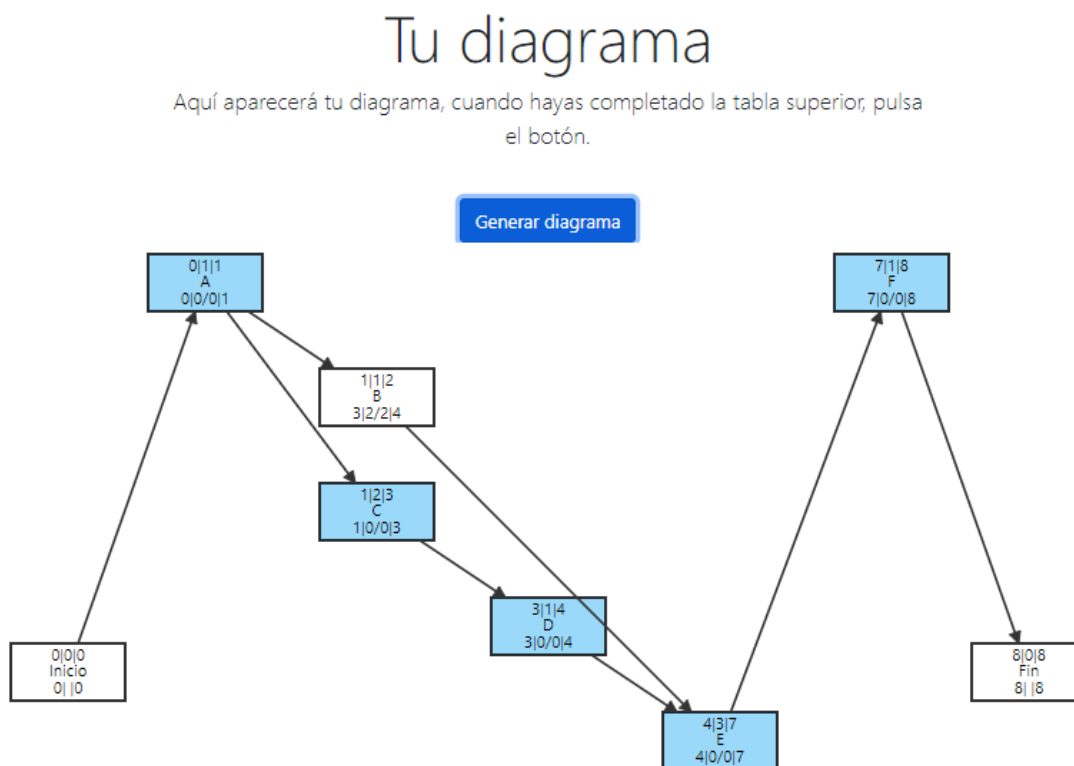 Tu diagrama
Aquí aparecerá tu diagrama, cuando hayas completado la tabla superior, pulsa
el botón.
Generar diagrama
0|1|1
A
0|0/0|1
7|1|8
F
7|0/0|8
1|1|2
B
3|2/2|4
1|2|3
C
1|0/0|3
3|1|4
D
3|0/0|4
0|0|0
Inicio
0| |0
8|0|8
Fin
8| |8
4|3|7
E
4|0/0|7